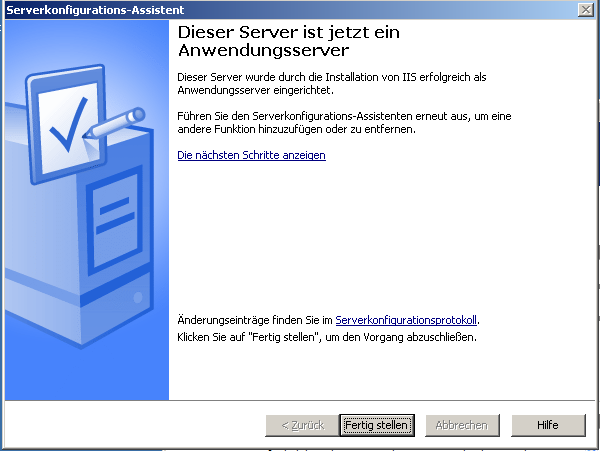 Serverkonfigurations-Assistent
Dieser Server ist jetzt ein
Anwendungsserver
Dieser Server wurde durch die Installation von IIS erfolgreich als
Anwendungsserver eingerichtet.
Führen Sie den Serverkonfigurations-Assistenten erneut aus, um eine
andere Funktion hinzuzufügen oder zu entfernen.
Die nächsten Schritte anzeigen
Änderungseinträge finden Sie im Serverkonfigurationsprotokoll.
Klicken Sie auf "Fertig stellen", um den Vorgang abzuschließen.
< Zurück Fertig stellen Abbrechen Hilfe